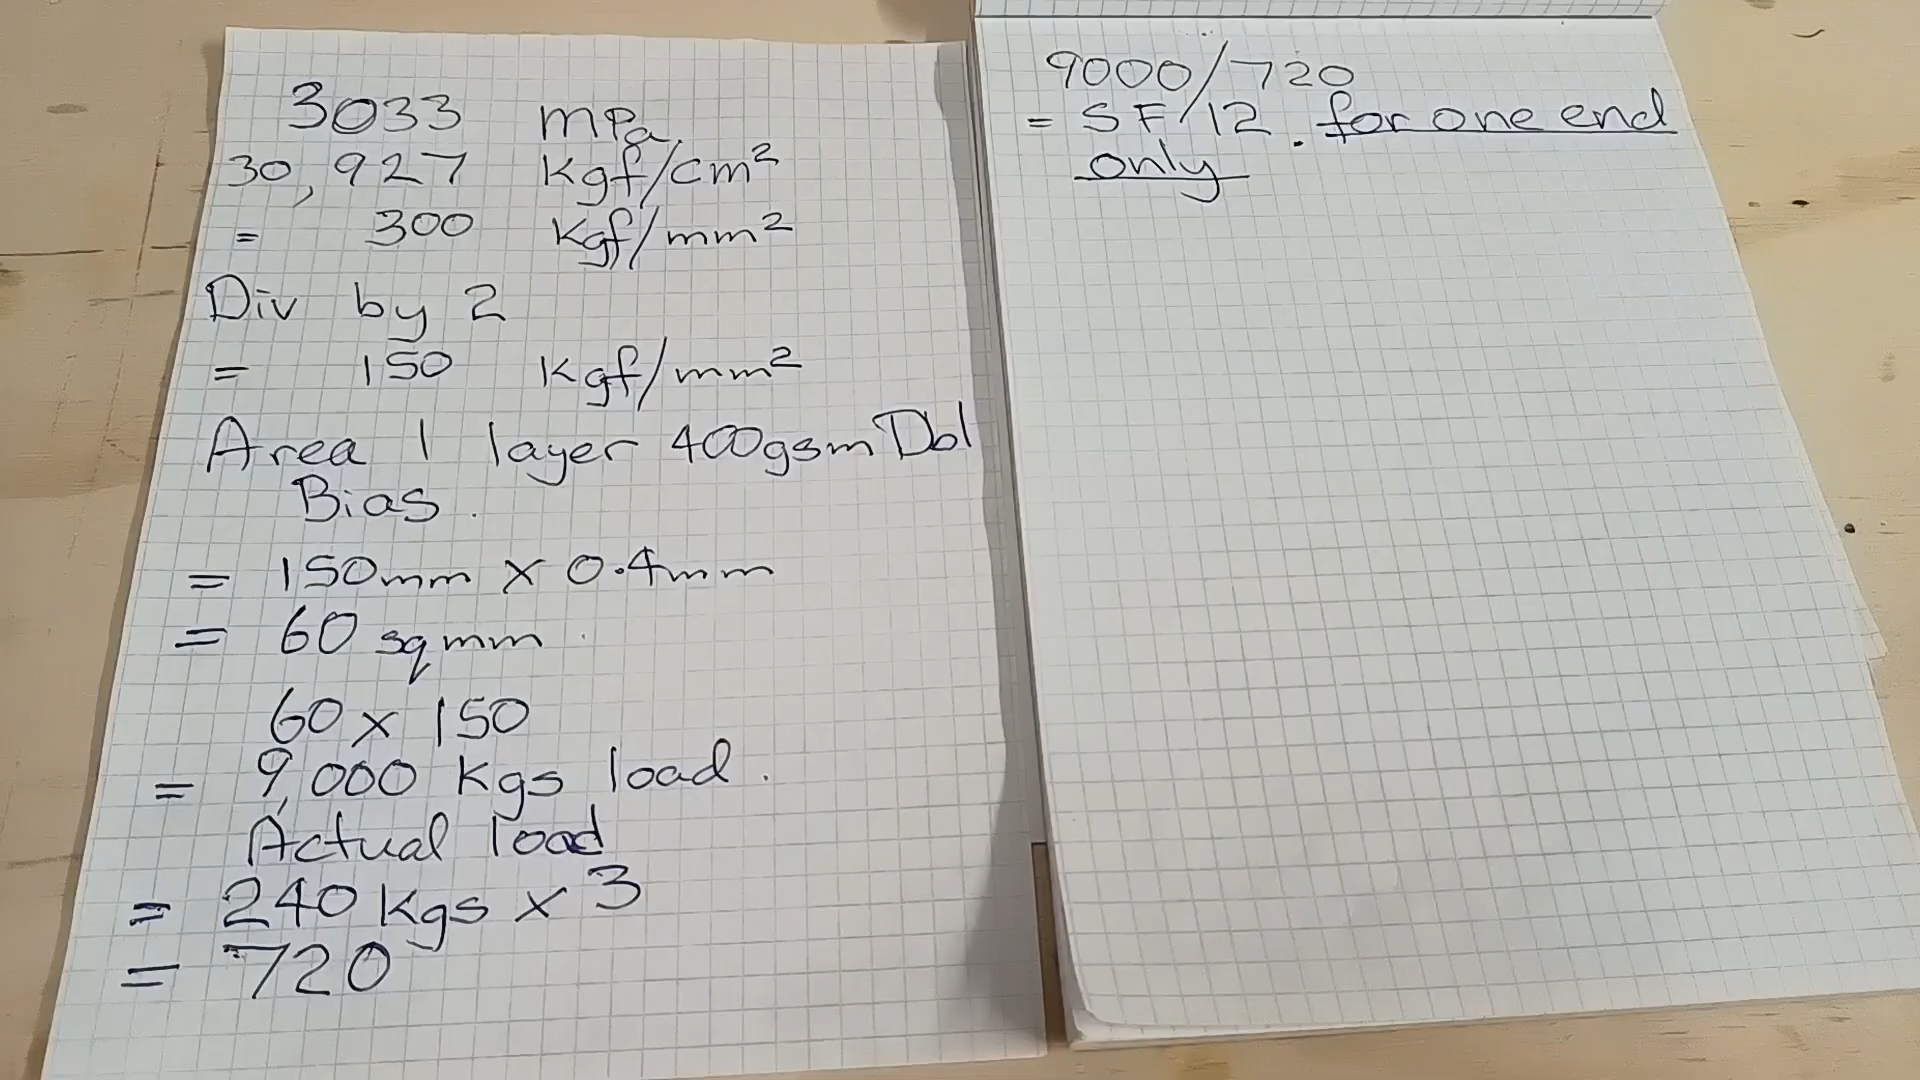 3033 mPa
30,927 Kgf/cm²
= 300 Kgf/mm²
Div by 2
= 150 Kgf/mm²
Area 1 layer 400gsm Dbl
Bias.
= 150mm x 0.4mm
= 60 sqmm.
60 x 150
= 9,000 Kgs load.
Actual load
= 240 Kgs x 3
= 720
9000/720
= SF/12. for one end
only